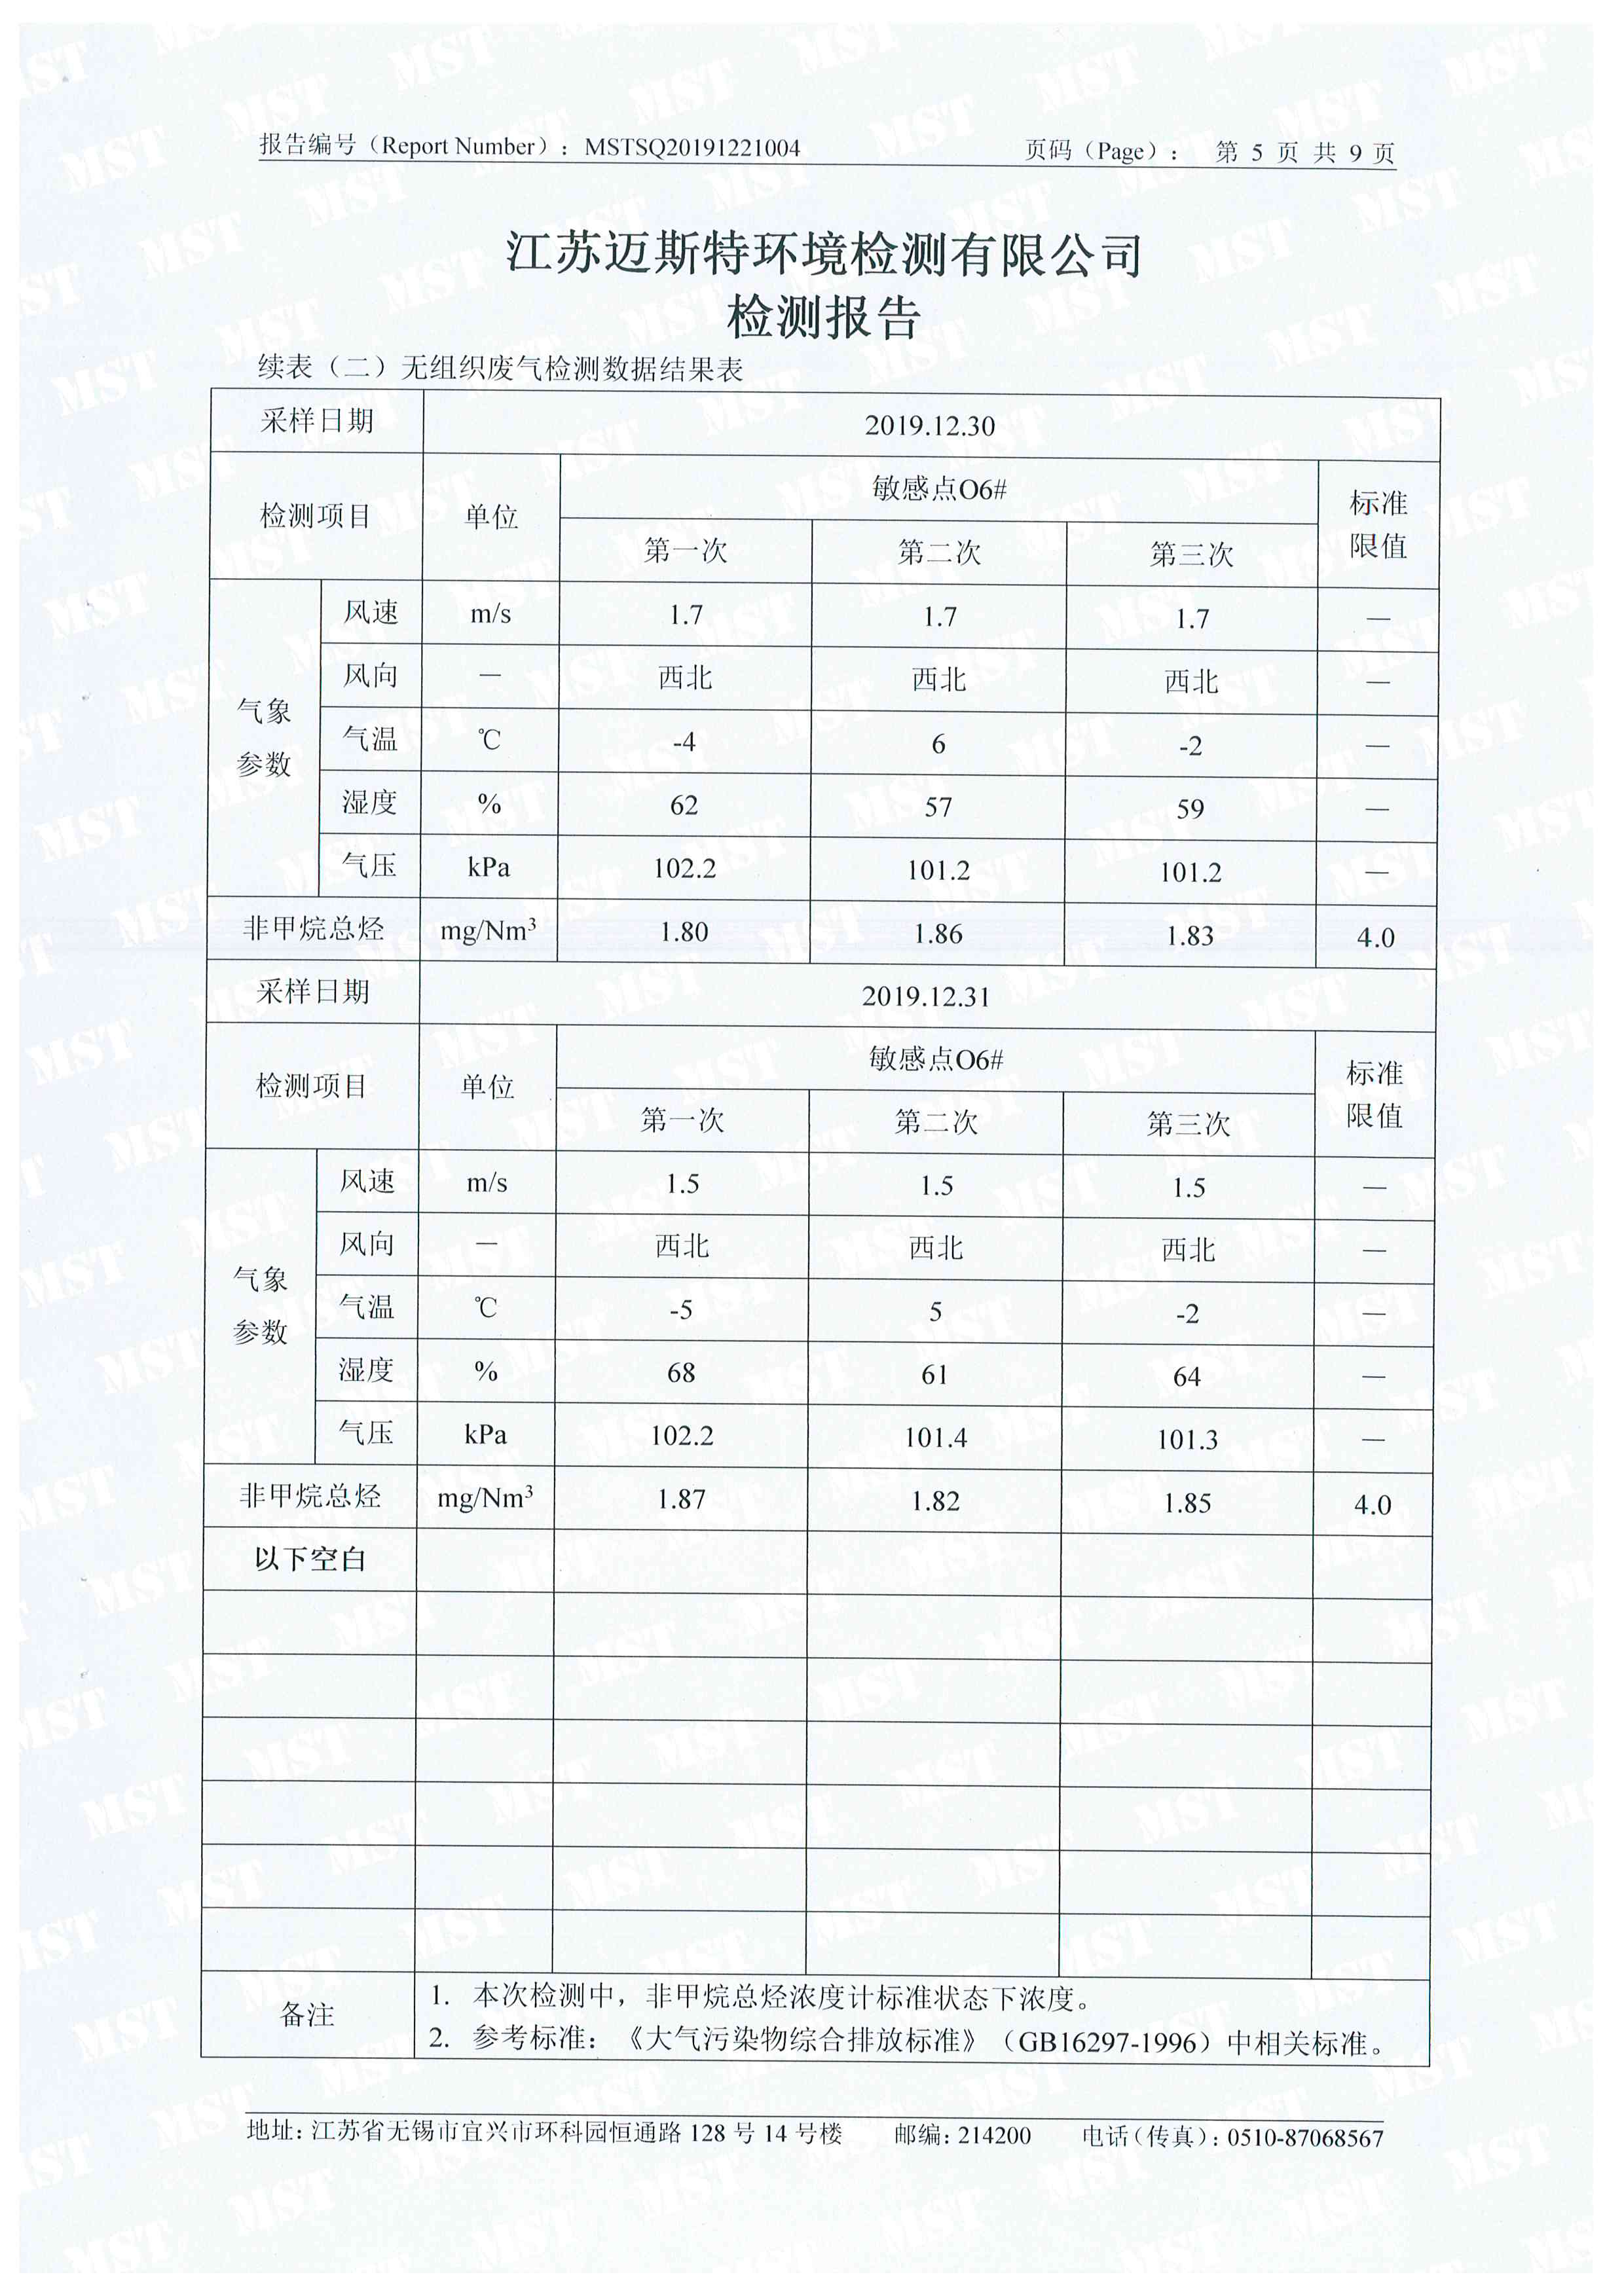 报告编号（Report Number）：MSTSQ20191221004 页码（Page）： 第 5 页 共 9 页
江苏迈斯特环境检测有限公司
检测报告
续表（二）无组织废气检测数据结果表
采样日期 2019.12.30
检测项目 单位 敏感点O6# 标准限值
第一次 第二次 第三次
气象参数
风速 m/s 1.7 1.7 1.7 —
风向 — 西北 西北 西北 —
气温 ℃ -4 6 -2 —
湿度 % 62 57 59 —
气压 kPa 102.2 101.2 101.2 —
非甲烷总烃 mg/Nm³ 1.80 1.86 1.83 4.0
采样日期 2019.12.31
检测项目 单位 敏感点O6# 标准限值
第一次 第二次 第三次
气象参数
风速 m/s 1.5 1.5 1.5 —
风向 — 西北 西北 西北 —
气温 ℃ -5 5 -2 —
湿度 % 68 61 64 —
气压 kPa 102.2 101.4 101.3 —
非甲烷总烃 mg/Nm³ 1.87 1.82 1.85 4.0
以下空白
备注
1. 本次检测中，非甲烷总烃浓度计标准状态下浓度。
2. 参考标准：《大气污染物综合排放标准》（GB16297-1996）中相关标准。
地址：江苏省无锡市宜兴市环科园恒通路 128 号 14 号楼 邮编：214200 电话（传真）：0510-87068567